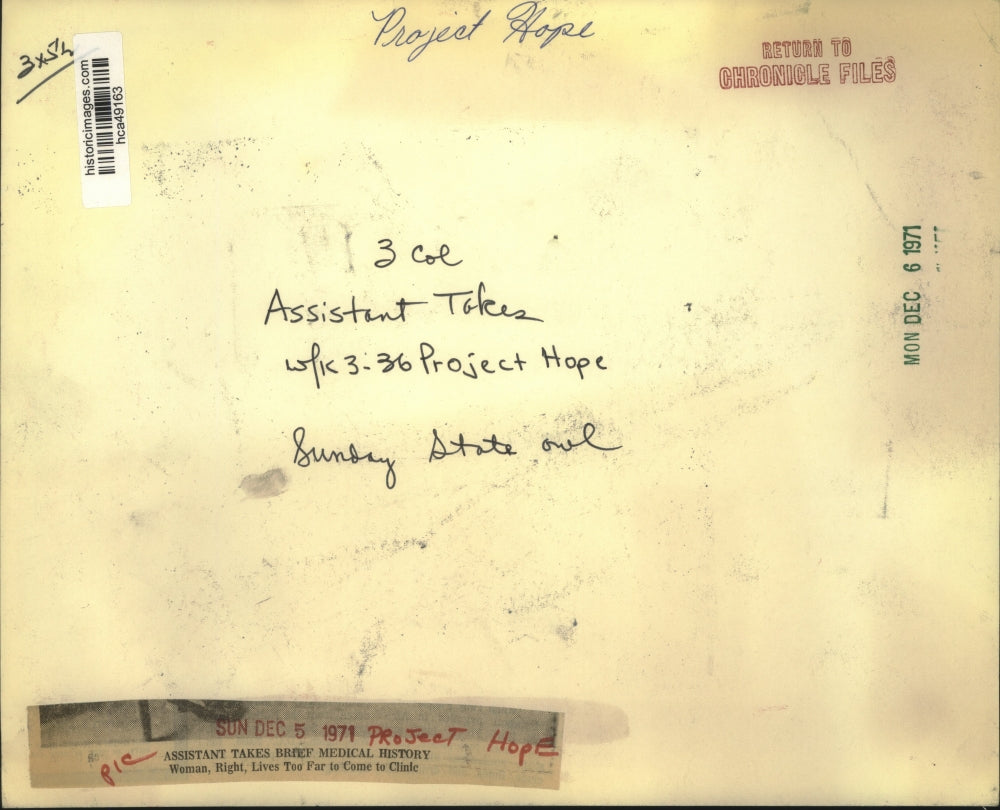 Project Hope
historicimages.com
hca49163
RETURN TO
CHRONICLE FILES
3 col
Assistant Takes
w/k 3-36 Project Hope
Sunday State owl
MON DEC 6 1971
SUN DEC 5 1971 PROJECT HOPE
pic
ASSISTANT TAKES BRIEF MEDICAL HISTORY
Woman, Right, Lives Too Far to Come to Clinic